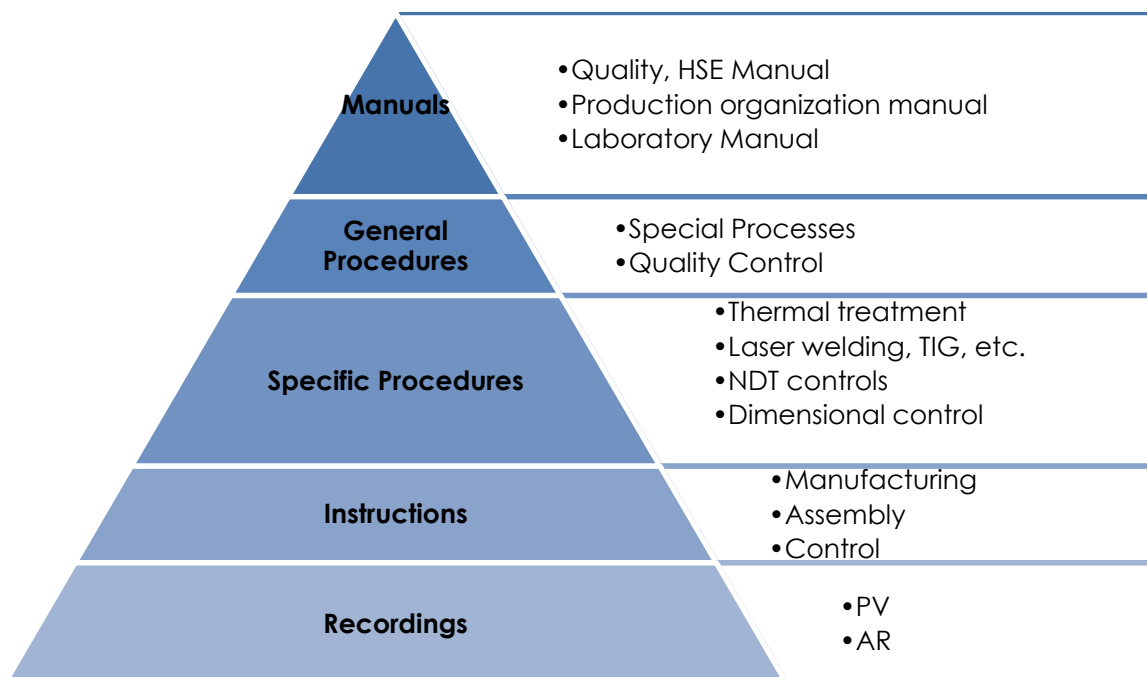 Manuals
•Quality, HSE Manual
•Production organization manual
•Laboratory Manual
General
Procedures
•Special Processes
•Quality Control
Specific Procedures
•Thermal treatment
•Laser welding, TIG, etc.
•NDT controls
•Dimensional control
Instructions
•Manufacturing
•Assembly
•Control
Recordings
•PV
•AR